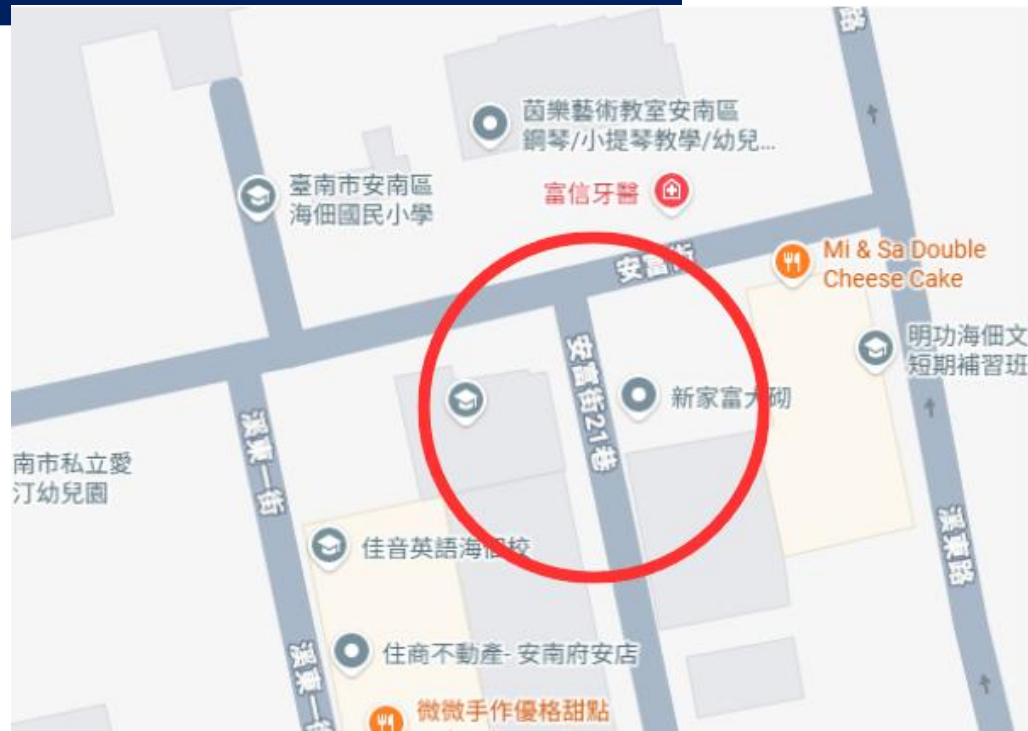 茵樂藝術教室安南區
鋼琴/小提琴教學/幼兒...
臺南市安南區
海佃國民小學
富信牙醫
安富街
Mi & Sa Double
Cheese Cake
明功海佃文
短期補習班
安富街21巷
新家富大砌
溪東一街
南市私立愛
汀幼兒園
佳音英語海佃校
溪東路
住商不動產- 安南府安店
溪東一街
微微手作優格甜點